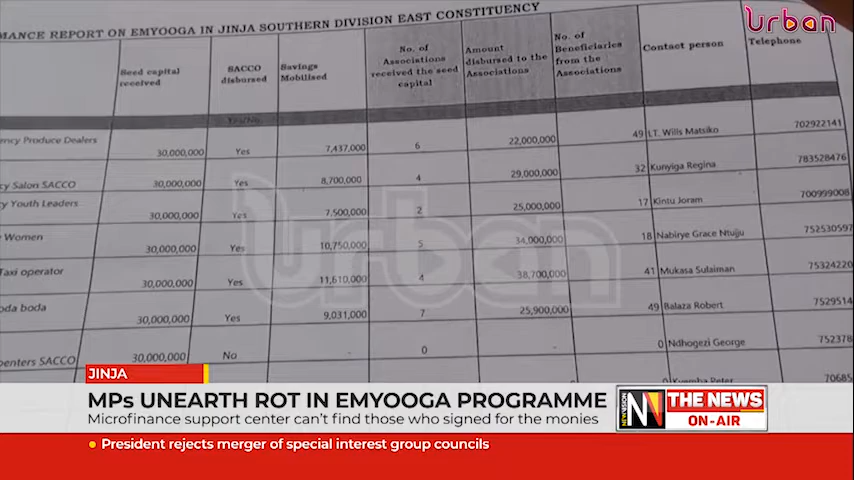 MANCE REPORT ON EMYOOGA IN JINJA SOUTHERN DIVISION EAST CONSTITUENCY
Urban
Seed capital received
SACCO disbursed
Savings Mobilised
No. of Associations received the seed capital
Amount disbursed to the Associations
No. of Beneficiaries from the Associations
Contact person
Telephone
Yes/No
ncy Produce Dealers 30,000,000 Yes 7,437,000 6 22,000,000 49 LT. Wills Matsiko 702922141
cy Salon SACCO 30,000,000 Yes 8,700,000 4 29,000,000 32 Kunyiga Regina 783528476
cy Youth Leaders 30,000,000 Yes 7,500,000 2 25,000,000 17 Kintu Joram 700999008
Women 30,000,000 Yes 10,750,000 5 34,000,000 18 Nabirye Grace Ntujju 752530597
Taxi operator 30,000,000 Yes 11,610,000 4 38,700,000 41 Mukasa Sulaiman 75324220
oda boda 30,000,000 Yes 9,031,000 7 25,900,000 49 Balaza Robert 7529514
penters SACCO 30,000,000 No - 0 - 0 Ndhogezi George 752378
70685
urban
JINJA
MPs UNEARTH ROT IN EMYOOGA PROGRAMME
Microfinance support center can't find those who signed for the monies
NEW VISION
N
THE NEWS
ON-AIR
President rejects merger of special interest group councils